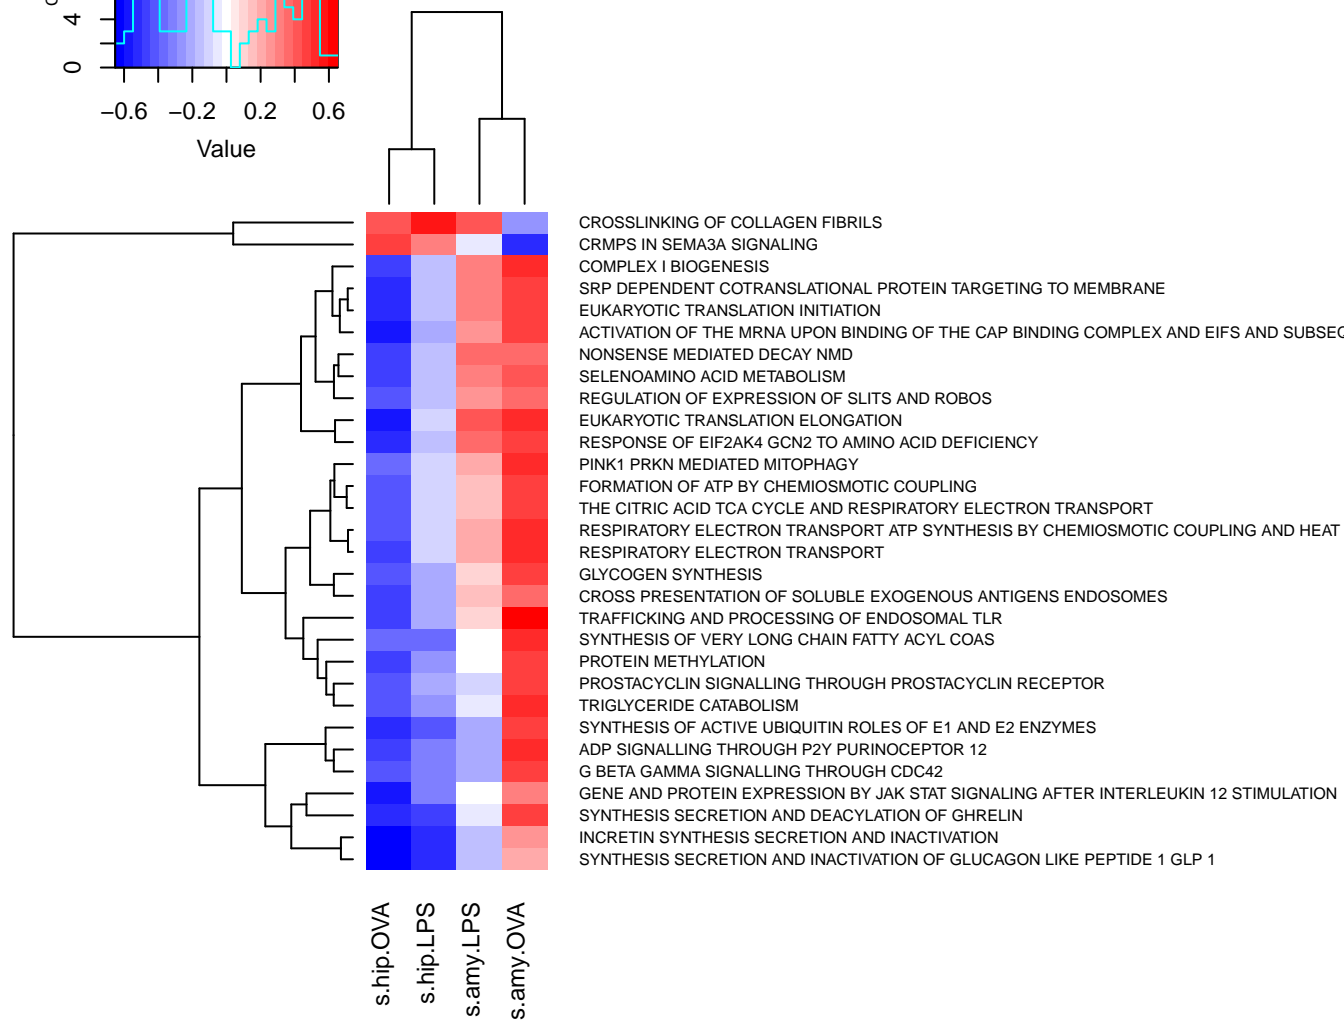 4
0
−0.6 −0.2 0.2 0.6
Value
CROSSLINKING OF COLLAGEN FIBRILS
CRMPS IN SEMA3A SIGNALING
COMPLEX I BIOGENESIS
SRP DEPENDENT COTRANSLATIONAL PROTEIN TARGETING TO MEMBRANE
EUKARYOTIC TRANSLATION INITIATION
ACTIVATION OF THE MRNA UPON BINDING OF THE CAP BINDING COMPLEX AND EIFS AND SUBSEQ
NONSENSE MEDIATED DECAY NMD
SELENOAMINO ACID METABOLISM
REGULATION OF EXPRESSION OF SLITS AND ROBOS
EUKARYOTIC TRANSLATION ELONGATION
RESPONSE OF EIF2AK4 GCN2 TO AMINO ACID DEFICIENCY
PINK1 PRKN MEDIATED MITOPHAGY
FORMATION OF ATP BY CHEMIOSMOTIC COUPLING
THE CITRIC ACID TCA CYCLE AND RESPIRATORY ELECTRON TRANSPORT
RESPIRATORY ELECTRON TRANSPORT ATP SYNTHESIS BY CHEMIOSMOTIC COUPLING AND HEAT
RESPIRATORY ELECTRON TRANSPORT
GLYCOGEN SYNTHESIS
CROSS PRESENTATION OF SOLUBLE EXOGENOUS ANTIGENS ENDOSOMES
TRAFFICKING AND PROCESSING OF ENDOSOMAL TLR
SYNTHESIS OF VERY LONG CHAIN FATTY ACYL COAS
PROTEIN METHYLATION
PROSTACYCLIN SIGNALLING THROUGH PROSTACYCLIN RECEPTOR
TRIGLYCERIDE CATABOLISM
SYNTHESIS OF ACTIVE UBIQUITIN ROLES OF E1 AND E2 ENZYMES
ADP SIGNALLING THROUGH P2Y PURINOCEPTOR 12
G BETA GAMMA SIGNALLING THROUGH CDC42
GENE AND PROTEIN EXPRESSION BY JAK STAT SIGNALING AFTER INTERLEUKIN 12 STIMULATION
SYNTHESIS SECRETION AND DEACYLATION OF GHRELIN
INCRETIN SYNTHESIS SECRETION AND INACTIVATION
SYNTHESIS SECRETION AND INACTIVATION OF GLUCAGON LIKE PEPTIDE 1 GLP 1
s.hip.OVA
s.hip.LPS
s.amy.LPS
s.amy.OVA